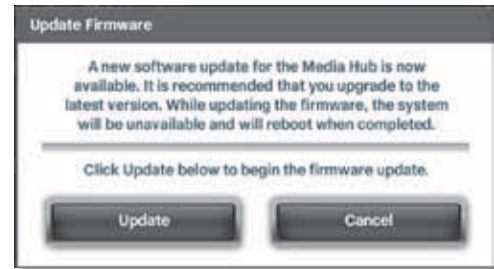 Update Firmware
A new software update for the Media Hub is now
available. It is recommended that you upgrade to the
latest version. While updating the firmware, the system
will be unavailable and will reboot when completed.
Click Update below to begin the firmware update.
Update Cancel